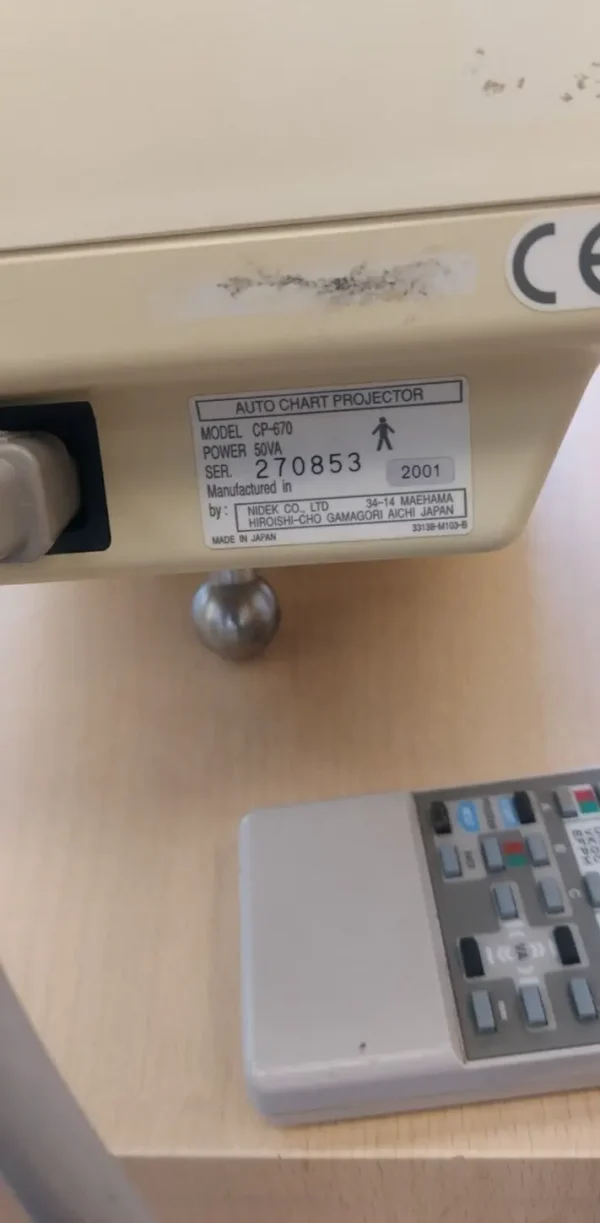 CE
AUTO CHART PROJECTOR
MODEL CP-670
POWER 50VA
SER. 270853 2001
Manufactured in
by: NIDEK CO., LTD 34-14 MAEHAMA
HIROISHI-CHO GAMAGORI AICHI JAPAN
MADE IN JAPAN 33138-M103-B